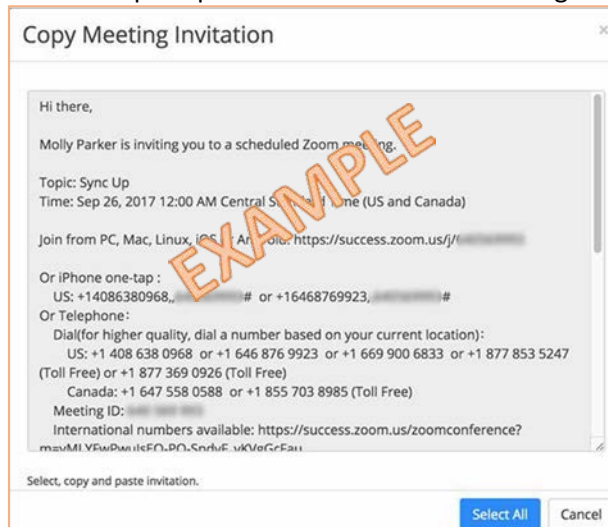 Copy Meeting Invitation
×
Hi there,
Molly Parker is inviting you to a scheduled Zoom meeting.
Topic: Sync Up
Time: Sep 26, 2017 12:00 AM Central Standard Time (US and Canada)
Join from PC, Mac, Linux, iOS or Android: https://success.zoom.us/j/
Or iPhone one-tap :
US: +14086380968,, # or +16468769923, #
Or Telephone:
Dial(for higher quality, dial a number based on your current location):
US: +1 408 638 0968 or +1 646 876 9923 or +1 669 900 6833 or +1 877 853 5247
(Toll Free) or +1 877 369 0926 (Toll Free)
Canada: +1 647 558 0588 or +1 855 703 8985 (Toll Free)
Meeting ID:
International numbers available: https://success.zoom.us/zoomconference?
EXAMPLE
Select, copy and paste invitation.
Select All
Cancel